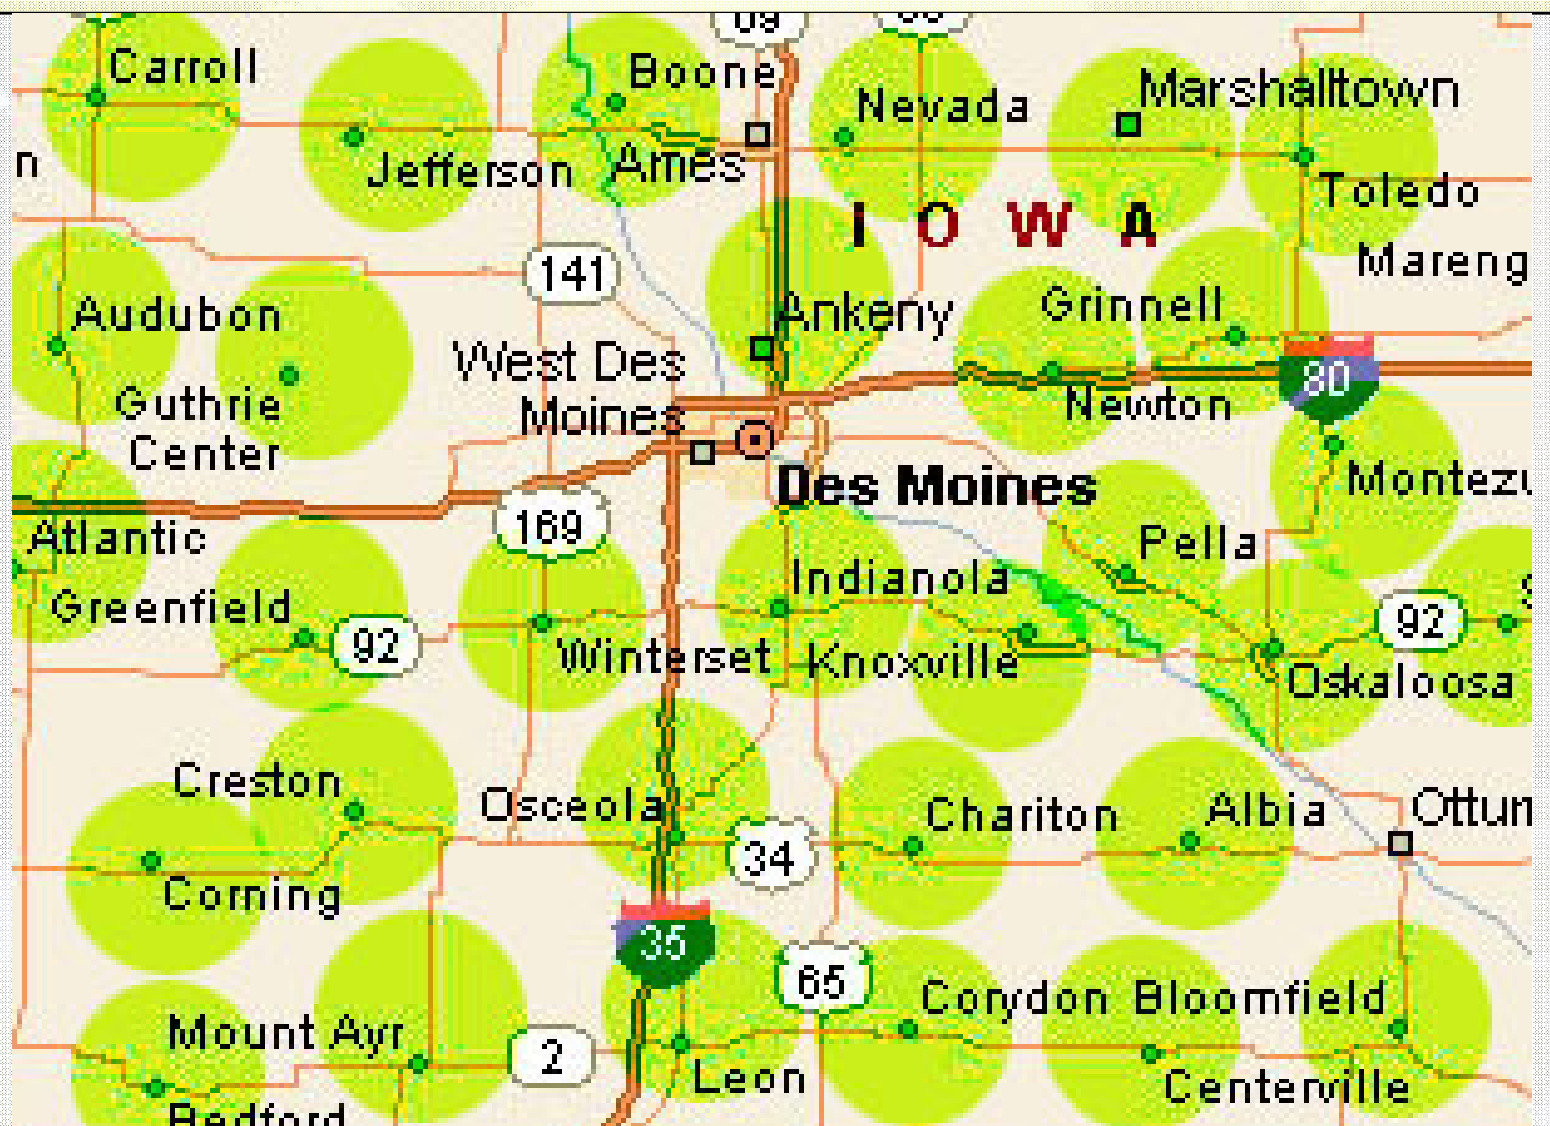 69
Carroll
Boone
Nevada
Marshalltown
n
Jefferson
Ames
Toledo
I O W A
Mareng
141
Audubon
Ankeny
Grinnell
West Des
Moines
80
Guthrie
Center
Newton
Des Moines
Montezu
Atlantic
169
Pella
Greenfield
Indianola
92
92
Winterset
Knoxville
Oskaloosa
Creston
Osceola
Chariton
Albia
Ottum
34
Corning
35
65
Corydon
Bloomfield
Mount Ayr
2
Leon
Centerville
Bedford